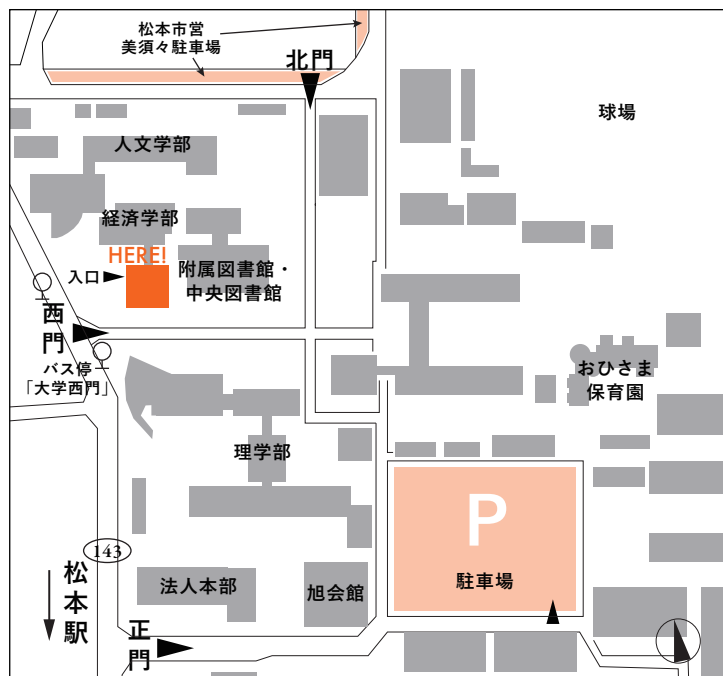 松本市営
美須々駐車場
北門
球場
人文学部
経済学部
HERE!
入口
附属図書館・
中央図書館
西門
バス停
「大学西門」
おひさま
保育園
理学部
P
駐車場
143
松本駅
法人本部
旭会館
正門